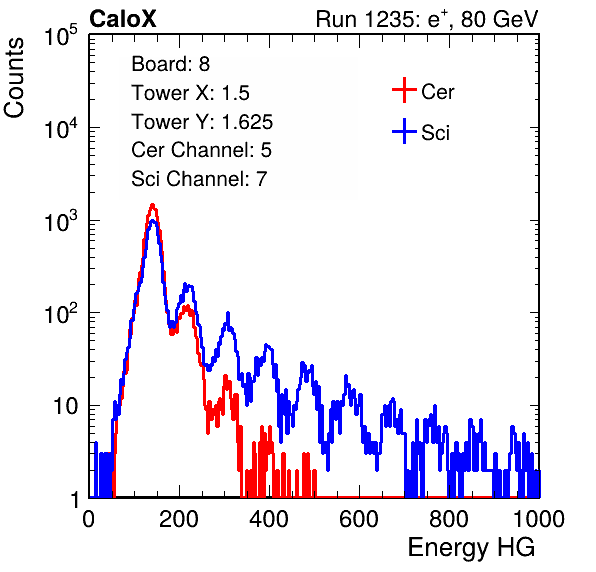 CaloX Run 1235: e⁺, 80 GeV
Board: 8
Tower X: 1.5
Tower Y: 1.625
Cer Channel: 5
Sci Channel: 7
Cer
Sci
Counts
10⁵
10⁴
10³
10²
10
1
0 200 400 600 800 1000
Energy HG